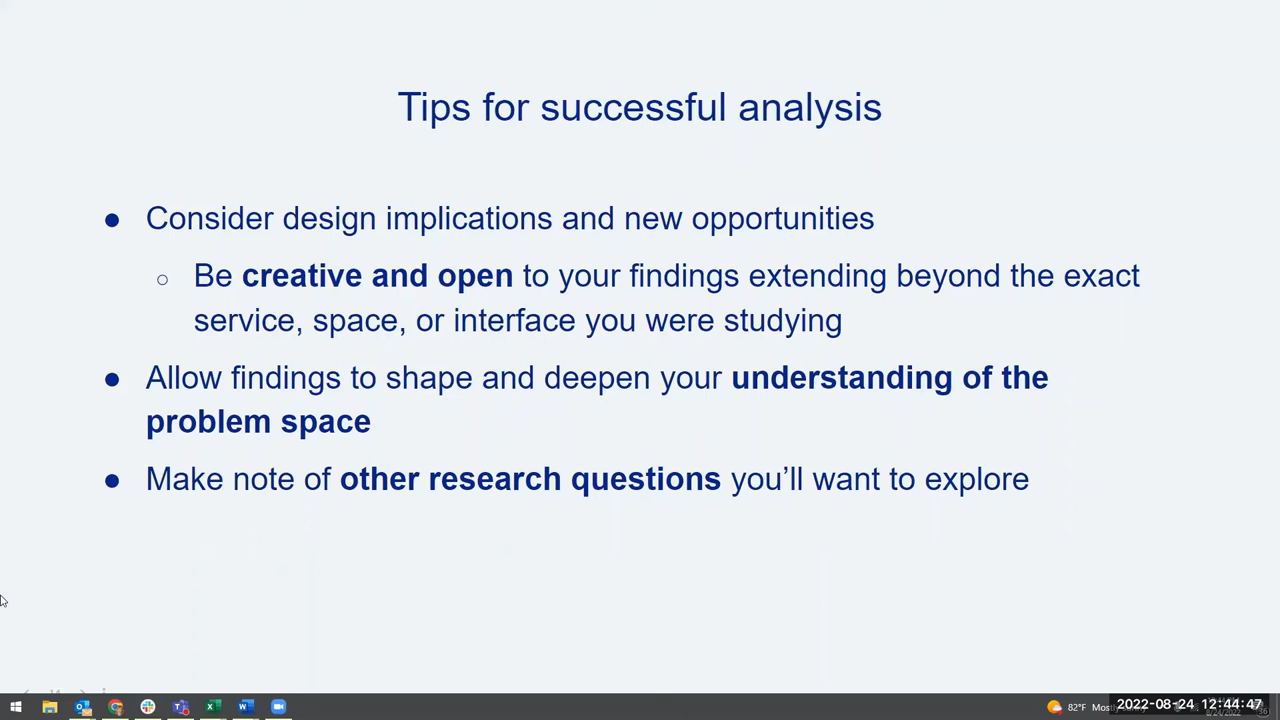 Tips for successful analysis
● Consider design implications and new opportunities
○ Be creative and open to your findings extending beyond the exact
service, space, or interface you were studying
● Allow findings to shape and deepen your understanding of the
problem space
● Make note of other research questions you’ll want to explore
82°F Mostly
2022-08-24 12:44:47